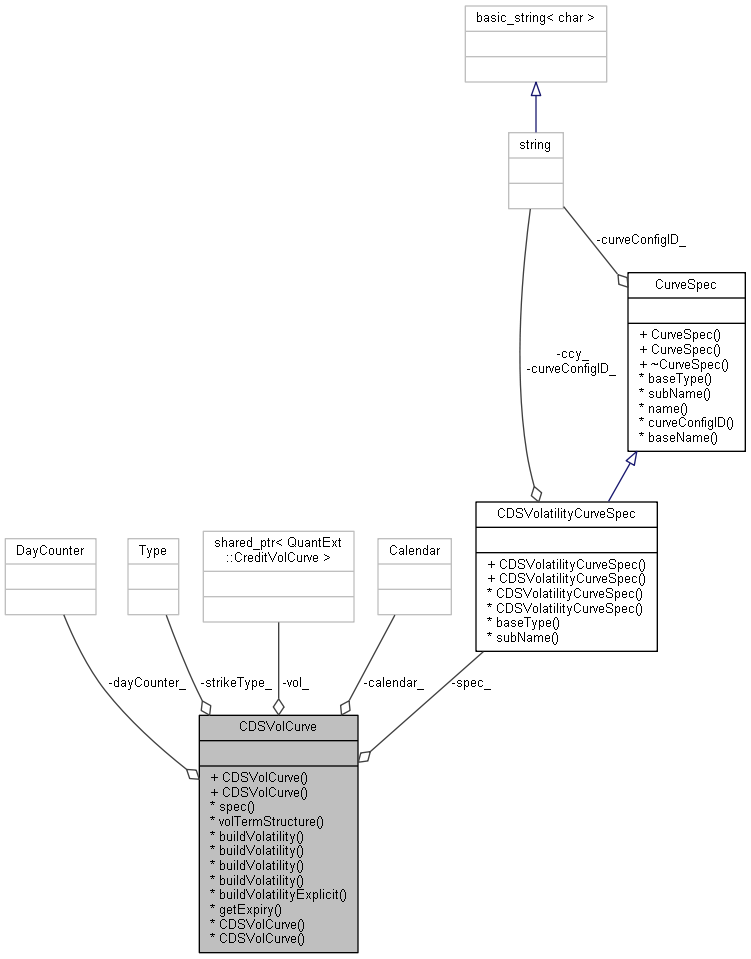 basic_string< char >
string
-curveConfigID_
CurveSpec
+ CurveSpec()
+ CurveSpec()
+ ~CurveSpec()
* baseType()
* subName()
* name()
* curveConfigID()
* baseName()
-ccy_
-curveConfigID_
CDSVolatilityCurveSpec
+ CDSVolatilityCurveSpec()
+ CDSVolatilityCurveSpec()
* CDSVolatilityCurveSpec()
* CDSVolatilityCurveSpec()
* baseType()
* subName()
DayCounter
Type
shared_ptr< QuantExt
::CreditVolCurve >
Calendar
-dayCounter_
-strikeType_
-vol_
-calendar_
-spec_
CDSVolCurve
+ CDSVolCurve()
+ CDSVolCurve()
* spec()
* volTermStructure()
* buildVolatility()
* buildVolatility()
* buildVolatility()
* buildVolatility()
* buildVolatilityExplicit()
* getExpiry()
* CDSVolCurve()
* CDSVolCurve()